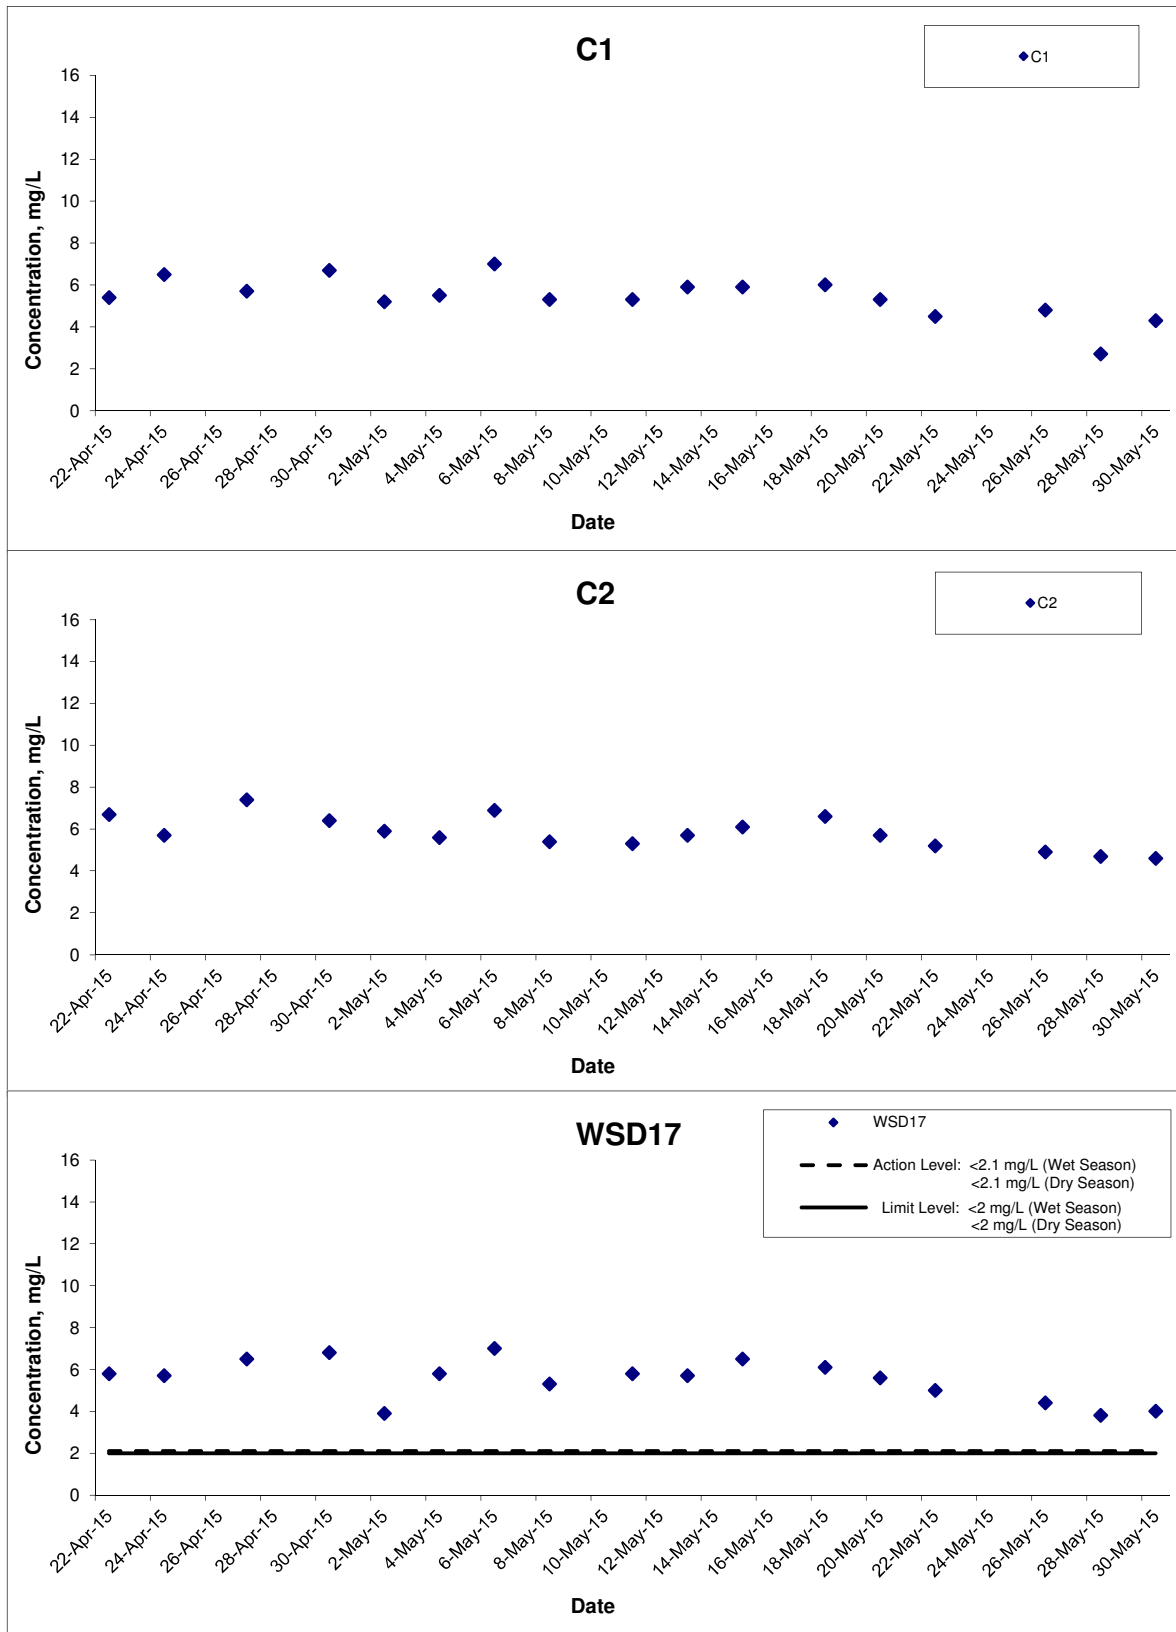 C1
C1
16
14
12
10
8
6
4
2
0
Concentration, mg/L
22-Apr-15
24-Apr-15
26-Apr-15
28-Apr-15
30-Apr-15
2-May-15
4-May-15
6-May-15
8-May-15
10-May-15
12-May-15
14-May-15
16-May-15
18-May-15
20-May-15
22-May-15
24-May-15
26-May-15
28-May-15
30-May-15
Date
C2
C2
16
14
12
10
8
6
4
2
0
Concentration, mg/L
22-Apr-15
24-Apr-15
26-Apr-15
28-Apr-15
30-Apr-15
2-May-15
4-May-15
6-May-15
8-May-15
10-May-15
12-May-15
14-May-15
16-May-15
18-May-15
20-May-15
22-May-15
24-May-15
26-May-15
28-May-15
30-May-15
Date
WSD17
WSD17
Action Level: <2.1 mg/L (Wet Season)
<2.1 mg/L (Dry Season)
Limit Level: <2 mg/L (Wet Season)
<2 mg/L (Dry Season)
16
14
12
10
8
6
4
2
0
Concentration, mg/L
22-Apr-15
24-Apr-15
26-Apr-15
28-Apr-15
30-Apr-15
2-May-15
4-May-15
6-May-15
8-May-15
10-May-15
12-May-15
14-May-15
16-May-15
18-May-15
20-May-15
22-May-15
24-May-15
26-May-15
28-May-15
30-May-15
Date